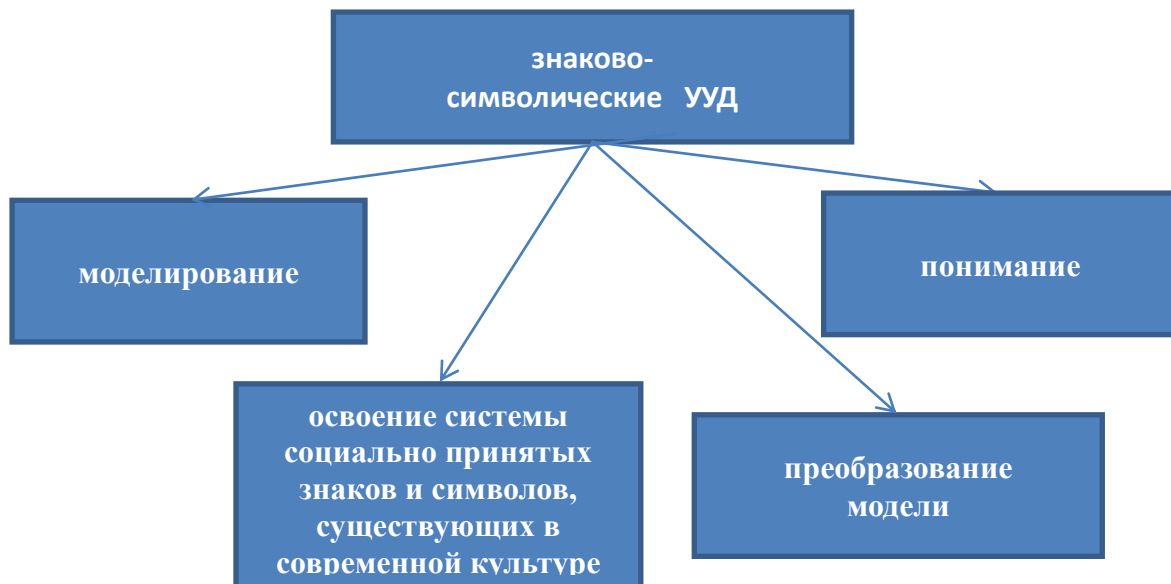 знаково-
символические УУД
моделирование
понимание
освоение системы
социально принятых
знаков и символов,
существующих в
современной культуре
преобразование
модели